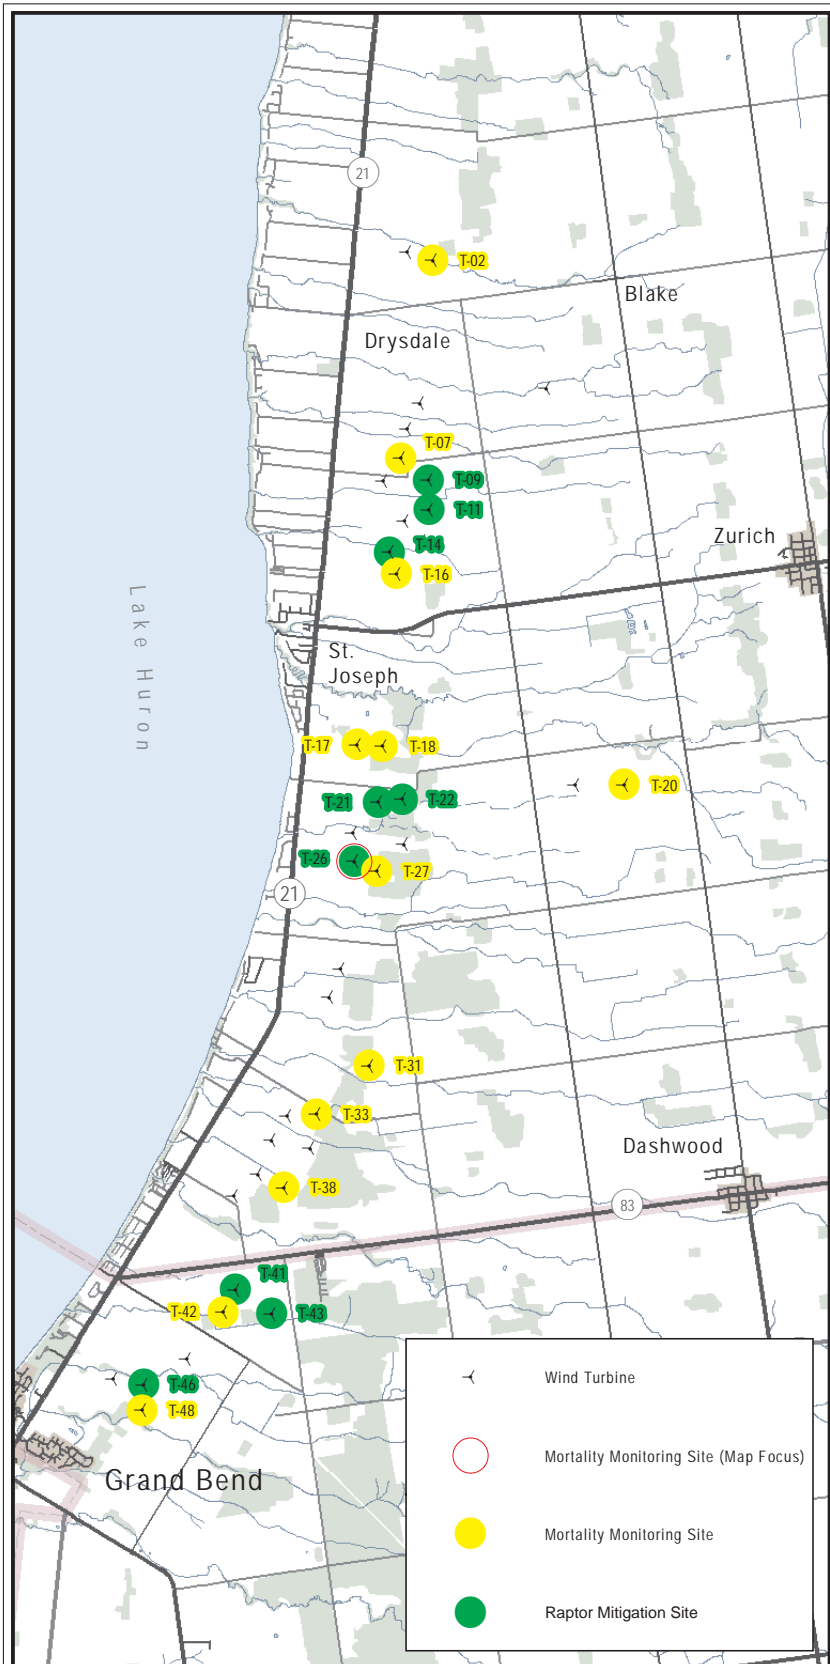 21
T-02
Blake
Drysdale
T-07
T-09
T-11
Zurich
T-14
T-16
Lake Huron
St.
Joseph
T-17
T-18
T-20
T-21
T-22
T-26
T-27
21
T-31
T-33
Dashwood
T-38
83
T-41
T-42
T-43
T-46
T-48
Grand Bend
Wind Turbine
Mortality Monitoring Site (Map Focus)
Mortality Monitoring Site
Raptor Mitigation Site